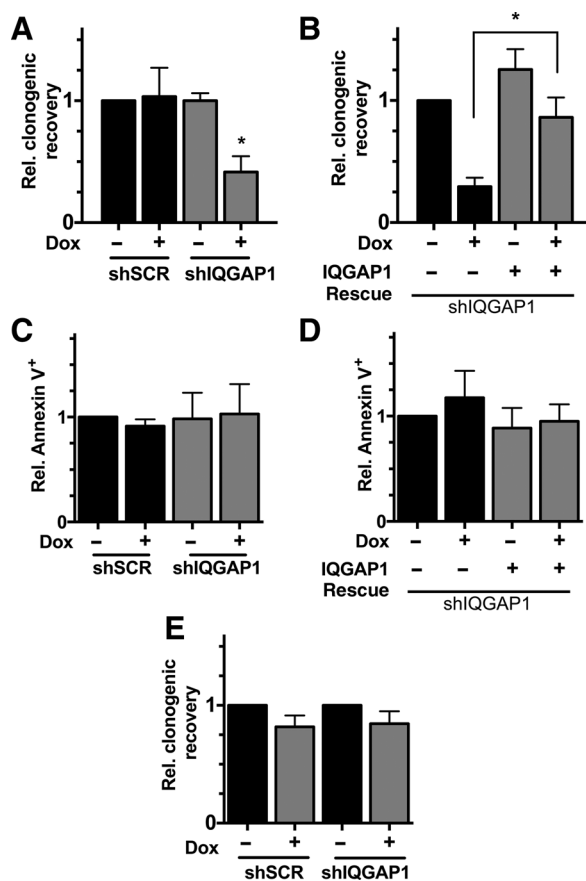 A
Rel. clonogenic
recovery
1
0
*
Dox – + – +
shSCR shIQGAP1
B
Rel. clonogenic
recovery
1
0
*
Dox – + – +
IQGAP1 – – + +
Rescue
shIQGAP1
C
Rel. Annexin V+
1
0
Dox – + – +
shSCR shIQGAP1
D
Rel. Annexin V+
1
0
Dox – + – +
IQGAP1 – – + +
Rescue
shIQGAP1
E
Rel. clonogenic
recovery
1
0
Dox – + – +
shSCR shIQGAP1